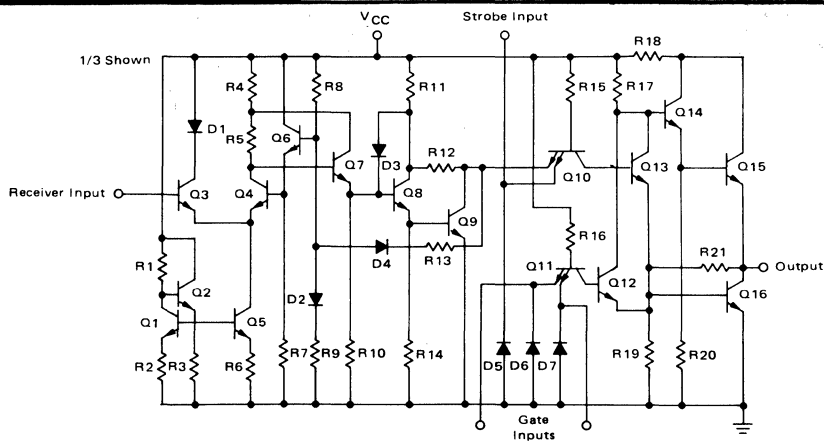 V_CC
Strobe Input
1/3 Shown
R18
R4
R8
R11
R15
R17
Q14
D1
R5
Q6
Q7
D3
R12
Q10
Q13
Q15
Receiver Input
Q3
Q4
Q8
Q9
R16
R1
Q2
D4
R13
Q11
Q12
R21
Output
Q1
Q5
D2
Q16
R2
R3
R6
R7
R9
R10
R14
D5
D6
D7
R19
R20
Gate
Inputs